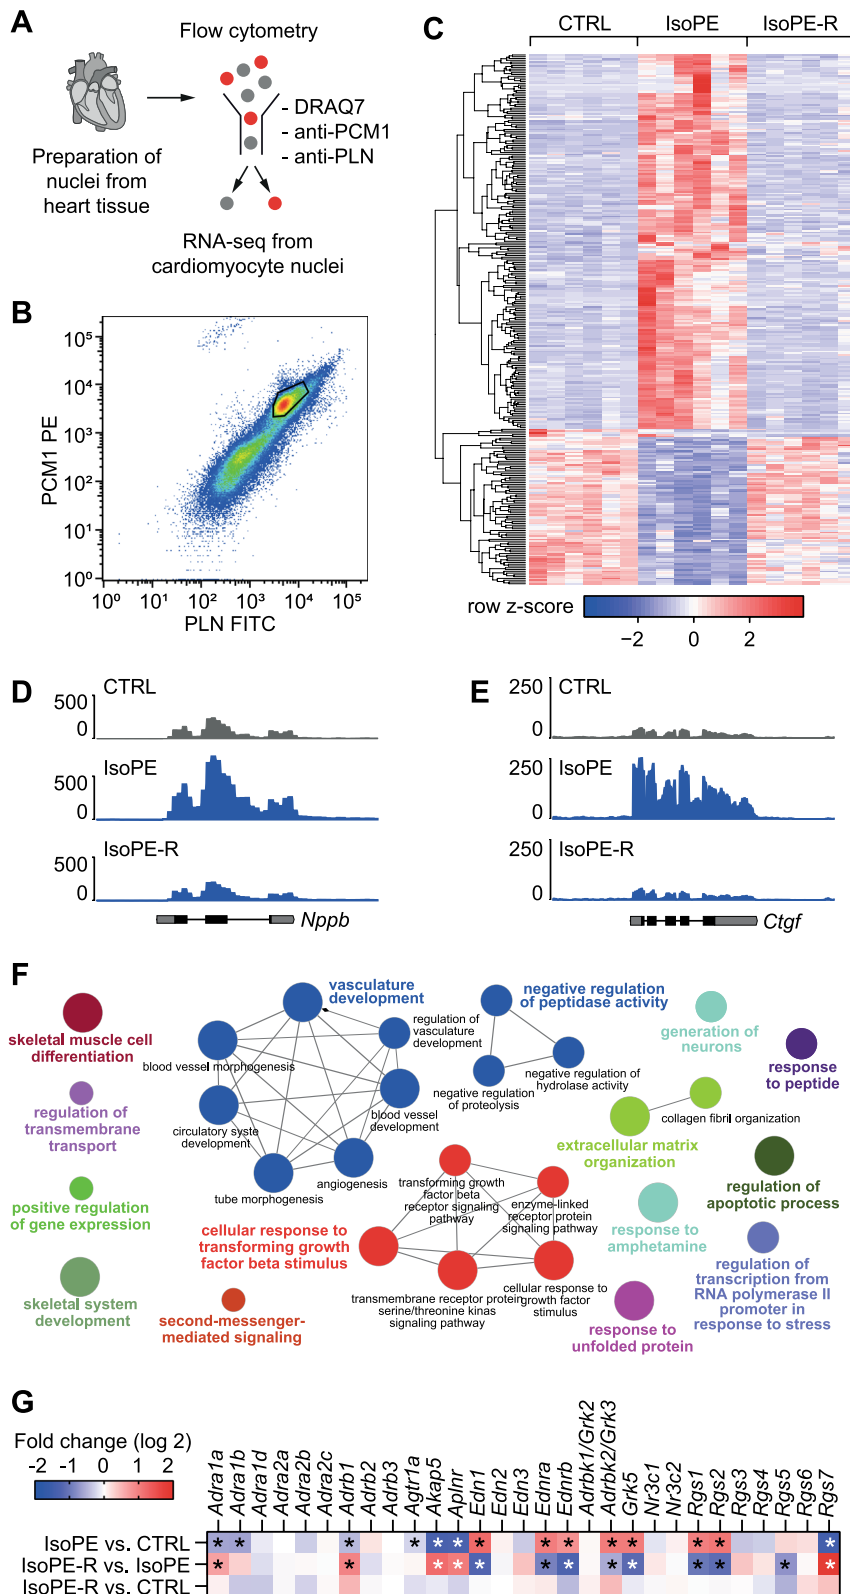 A
Flow cytometry
- DRAQ7
- anti-PCM1
- anti-PLN
Preparation of
nuclei from
heart tissue
RNA-seq from
cardiomyocyte nuclei
B
PCM1 PE
10⁵
10⁴
10³
10²
10¹
10⁰
10⁰ 10¹ 10² 10³ 10⁴ 10⁵
PLN FITC
C
CTRL IsoPE IsoPE-R
row z-score
−2 0 2
D
CTRL
500
0
IsoPE
500
0
IsoPE-R
500
0
Nppb
E
CTRL
250
0
IsoPE
250
0
IsoPE-R
250
0
Ctgf
F
skeletal muscle cell
differentiation
regulation of
transmembrane
transport
positive regulation
of gene expression
skeletal system
development
vasculature
development
regulation of
vasculature
development
blood vessel morphogenesis
blood vessel
development
circulatory syste
development
angiogenesis
tube morphogenesis
negative regulation
of peptidase activity
negative regulation of
hydrolase activity
negative regulation
of proteolysis
generation of
neurons
response
to peptide
collagen fibril organization
extracellular matrix
organization
regulation of
apoptotic process
transforming growth
factor beta
receptor signaling
pathway
enzyme-linked
receptor protein
signaling pathway
cellular response to
transforming growth
factor beta stimulus
transmembrane receptor protein
serine/threonine kinas
signaling pathway
cellular response to
growth factor
stimulus
second-messenger-
mediated signaling
response to
amphetamine
regulation of
transcription from
RNA polymerase II
promoter in
response to stress
response to
unfolded protein
G
Fold change (log 2)
-2 -1 0 1 2
Adra1a
Adra1b
Adra1d
Adra2a
Adra2b
Adra2c
Adrb1
Adrb2
Adrb3
Agtr1a
Akap5
Aplnr
Edn1
Edn2
Edn3
Ednra
Ednrb
Adrbk1/Grk2
Adrbk2/Grk3
Grk5
Nr3c1
Nr3c2
Rgs1
Rgs2
Rgs3
Rgs4
Rgs5
Rgs6
Rgs7
IsoPE vs. CTRL * * * * * * * * * * * * * *
IsoPE-R vs. IsoPE * * * * * * * * * * * * *
IsoPE-R vs. CTRL